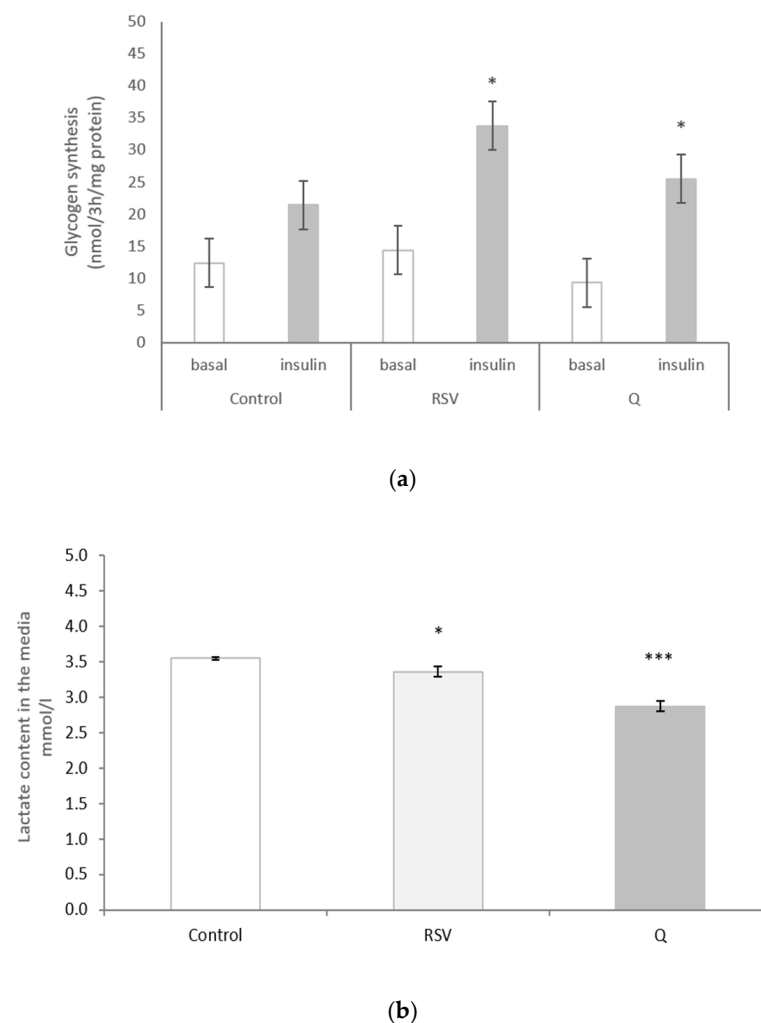 50
45
40
35
30
25
20
15
10
5
0
Glycogen synthesis
(nmol/3h/mg protein)
*
*
basal insulin basal insulin basal insulin
Control RSV Q
(a)
5.0
4.5
4.0
3.5
3.0
2.5
2.0
1.5
1.0
0.5
0.0
Lactate content in the media
mmol/l
*
***
Control RSV Q
(b)